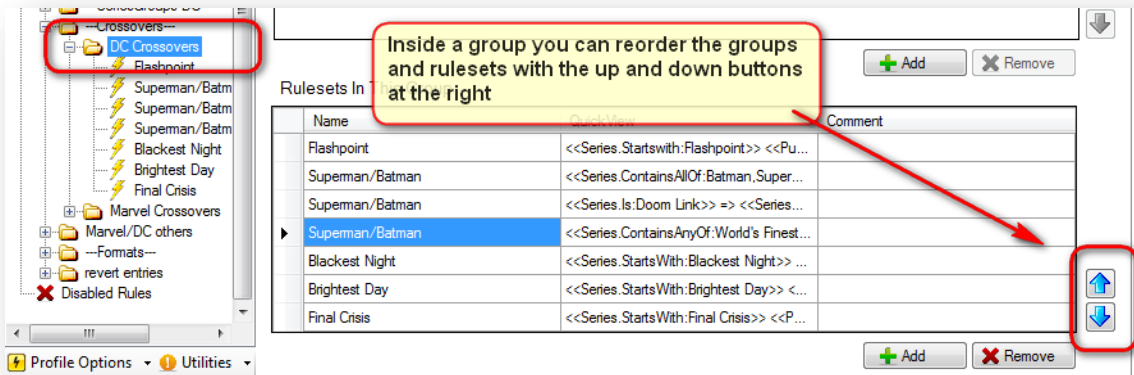 ---Crossovers---
DC Crossovers
Flashpoint
Superman/Batm
Superman/Batm
Superman/Batm
Blackest Night
Brightest Day
Final Crisis
Marvel Crossovers
Marvel/DC others
---Formats---
revert entries
Disabled Rules
Profile Options
Utilities
Inside a group you can reorder the groups
and rulesets with the up and down buttons
at the right
Add Remove
Rulesets In This Group
Name QuickView Comment
Flashpoint <<Series.Startswith:Flashpoint>> <<Pu...
Superman/Batman <<Series.ContainsAllOf:Batman,Super...
Superman/Batman <<Series.Is:Doom Link>> => <<Series...
Superman/Batman <<Series.ContainsAnyOf:World's Finest...
Blackest Night <<Series.StartsWith:Blackest Night>> ...
Brightest Day <<Series.StartsWith:Brightest Day>> <...
Final Crisis <<Series.StartsWith:Final Crisis>> <<P...
Add Remove